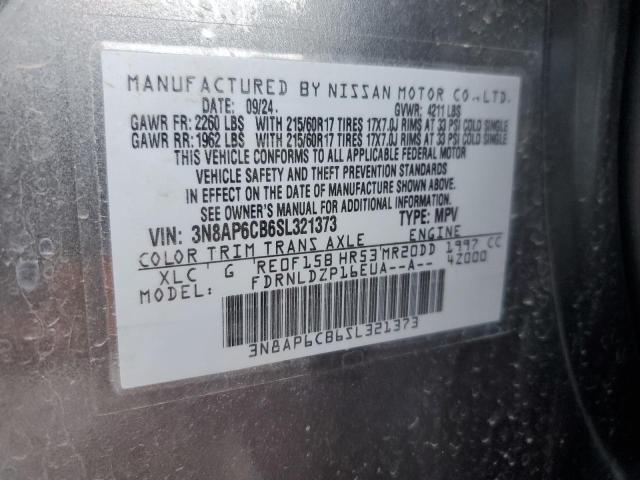 MANUFACTURED BY NISSAN MOTOR CO., LTD.
DATE: 09/24. GVWR: 4211 LBS
GAWR FR: 2260 LBS WITH 215/60R17 TIRES 17X7.0J RIMS AT 33 PSI COLD SINGLE
GAWR RR: 1962 LBS WITH 215/60R17 TIRES 17X7.0J RIMS AT 33 PSI COLD SINGLE
THIS VEHICLE CONFORMS TO ALL APPLICABLE FEDERAL MOTOR
VEHICLE SAFETY AND THEFT PREVENTION STANDARDS
IN EFFECT ON THE DATE OF MANUFACTURE SHOWN ABOVE.
SEE OWNER'S MANUAL FOR ADDITIONAL INFORMATION.
VIN: 3N8AP6CB6SL321373 TYPE: MPV
COLOR TRIM TRANS AXLE ENGINE
XLC G RE0F15B HR53 MR20DD 1997 CC
MODEL: FDRNLDZP16EUA--A-- 42000
3N8AP6CB6SL321373